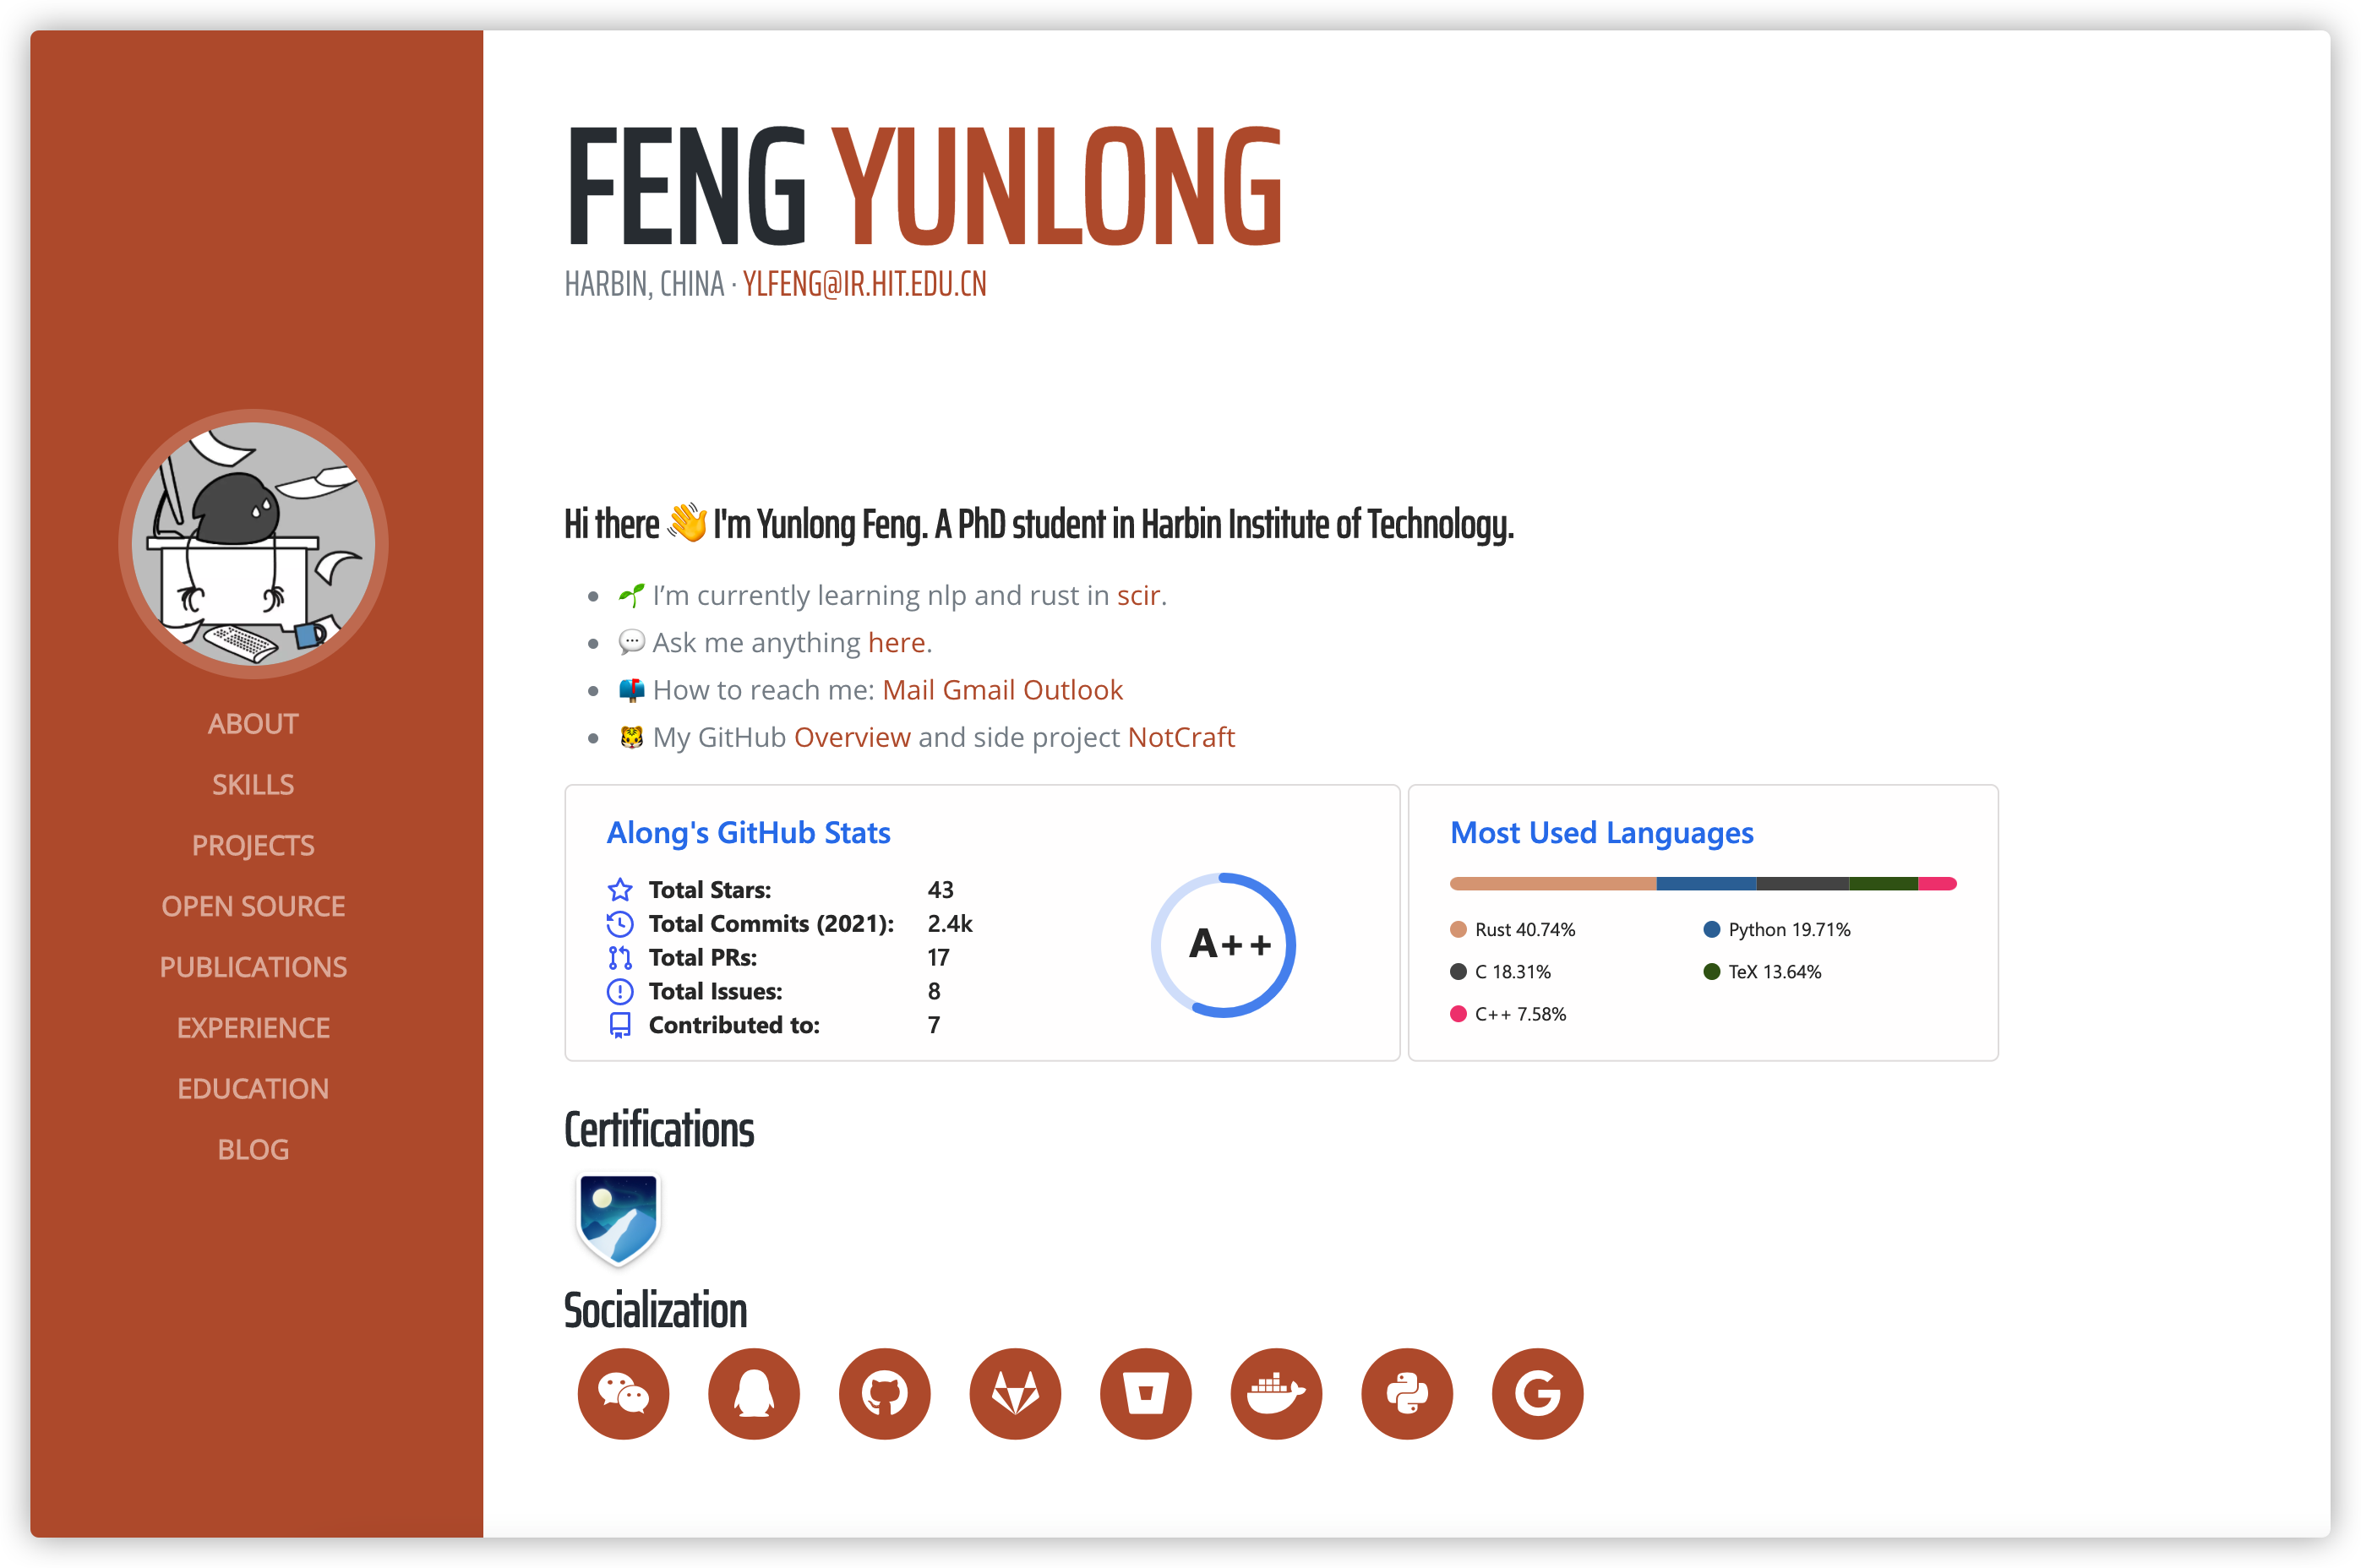 FENG YUNLONG
HARBIN, CHINA · YLFENG@IR.HIT.EDU.CN
ABOUT
SKILLS
PROJECTS
OPEN SOURCE
PUBLICATIONS
EXPERIENCE
EDUCATION
BLOG
Hi there 👋 I'm Yunlong Feng. A PhD student in Harbin Institute of Technology.
🌱 I’m currently learning nlp and rust in scir.
💬 Ask me anything here.
📫 How to reach me: Mail Gmail Outlook
🐯 My GitHub Overview and side project NotCraft
Along's GitHub Stats
Total Stars: 43
Total Commits (2021): 2.4k
Total PRs: 17
Total Issues: 8
Contributed to: 7
A++
Most Used Languages
Rust 40.74%
Python 19.71%
C 18.31%
TeX 13.64%
C++ 7.58%
Certifications
Socialization